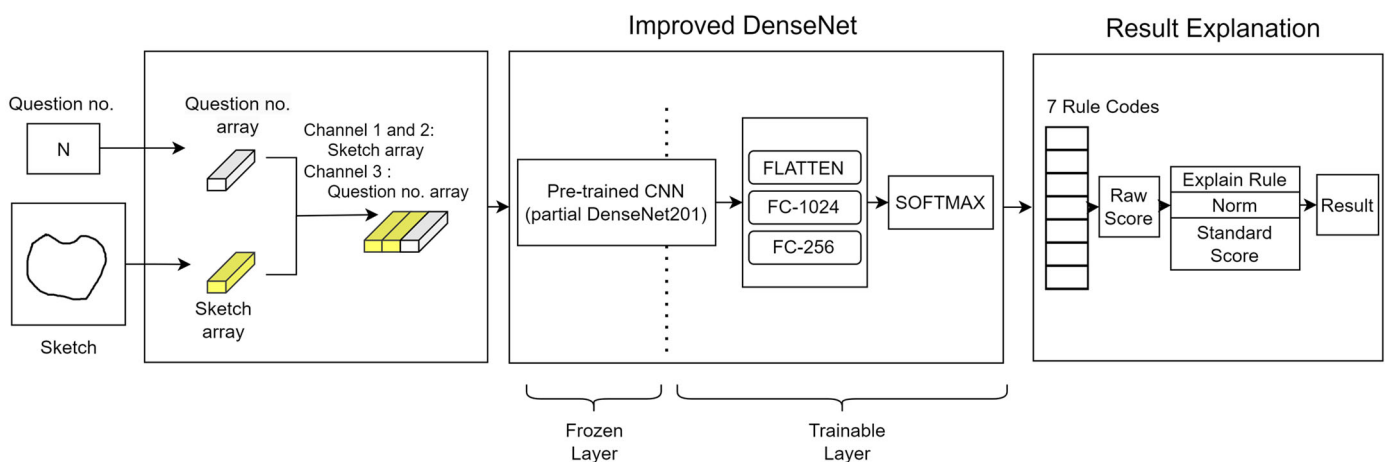 Improved DenseNet
Result Explanation
Question no.
N
Sketch
Question no.
array
Sketch
array
Channel 1 and 2:
Sketch array
Channel 3 :
Question no. array
Pre-trained CNN
(partial DenseNet201)
FLATTEN
FC-1024
FC-256
SOFTMAX
7 Rule Codes
Raw
Score
Explain Rule
Norm
Standard
Score
Result
Frozen
Layer
Trainable
Layer